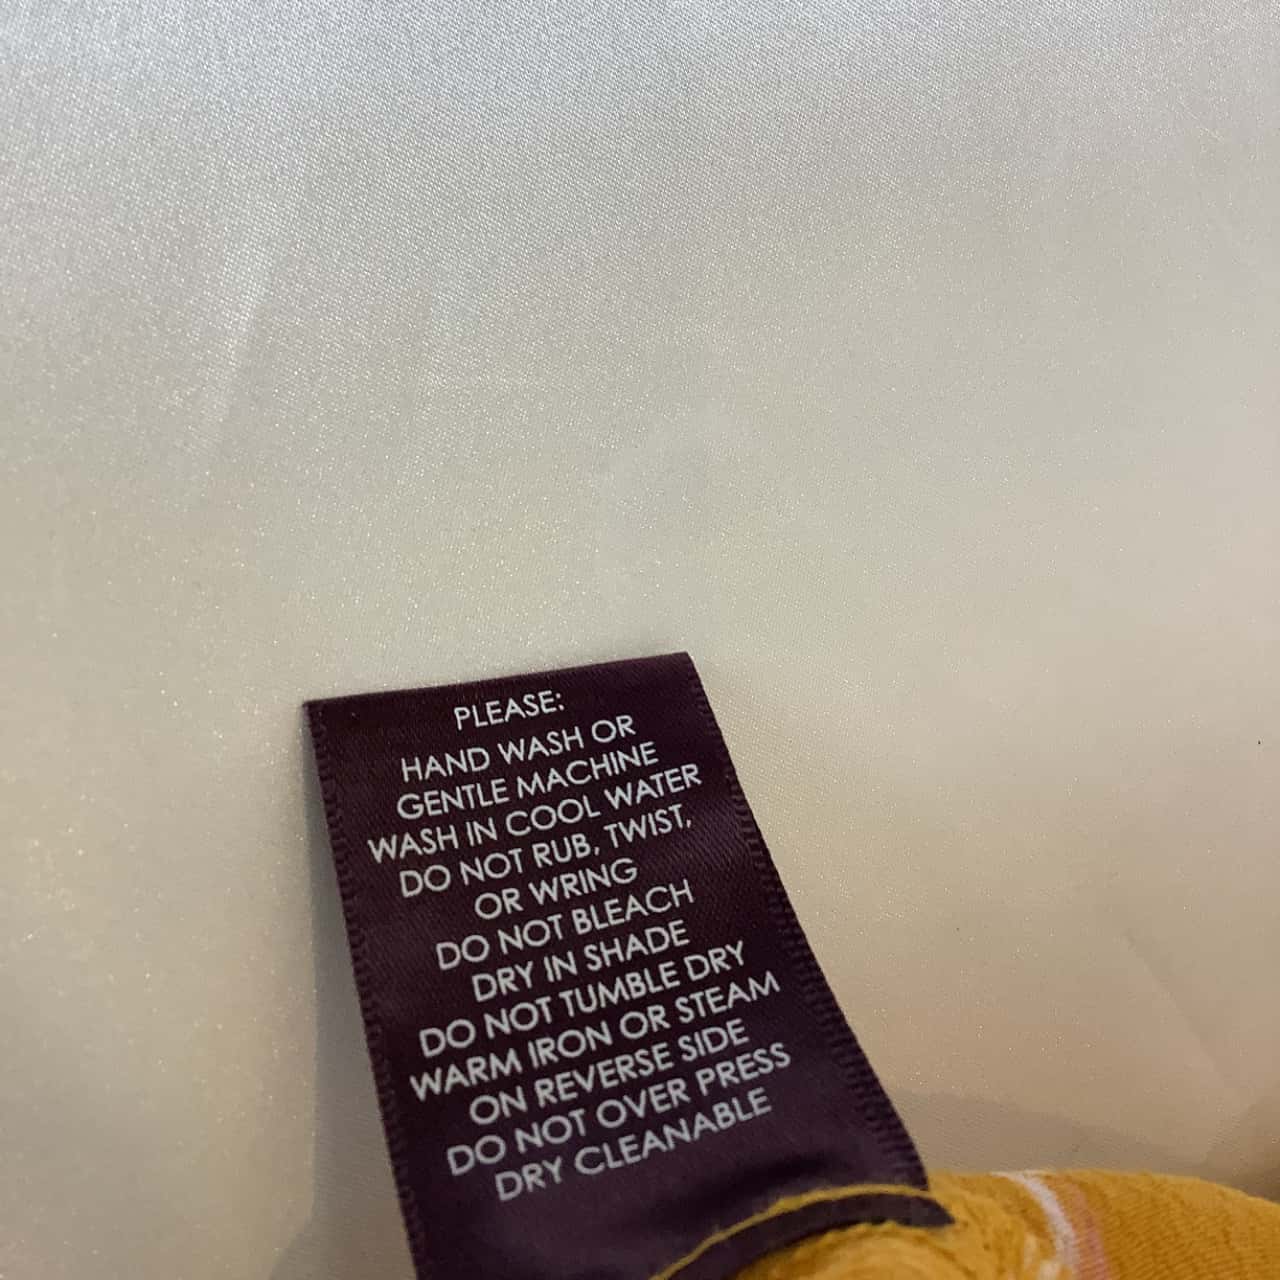 PLEASE:
HAND WASH OR
GENTLE MACHINE
WASH IN COOL WATER
DO NOT RUB, TWIST,
OR WRING
DO NOT BLEACH
DRY IN SHADE
DO NOT TUMBLE DRY
WARM IRON OR STEAM
ON REVERSE SIDE
DO NOT OVER PRESS
DRY CLEANABLE